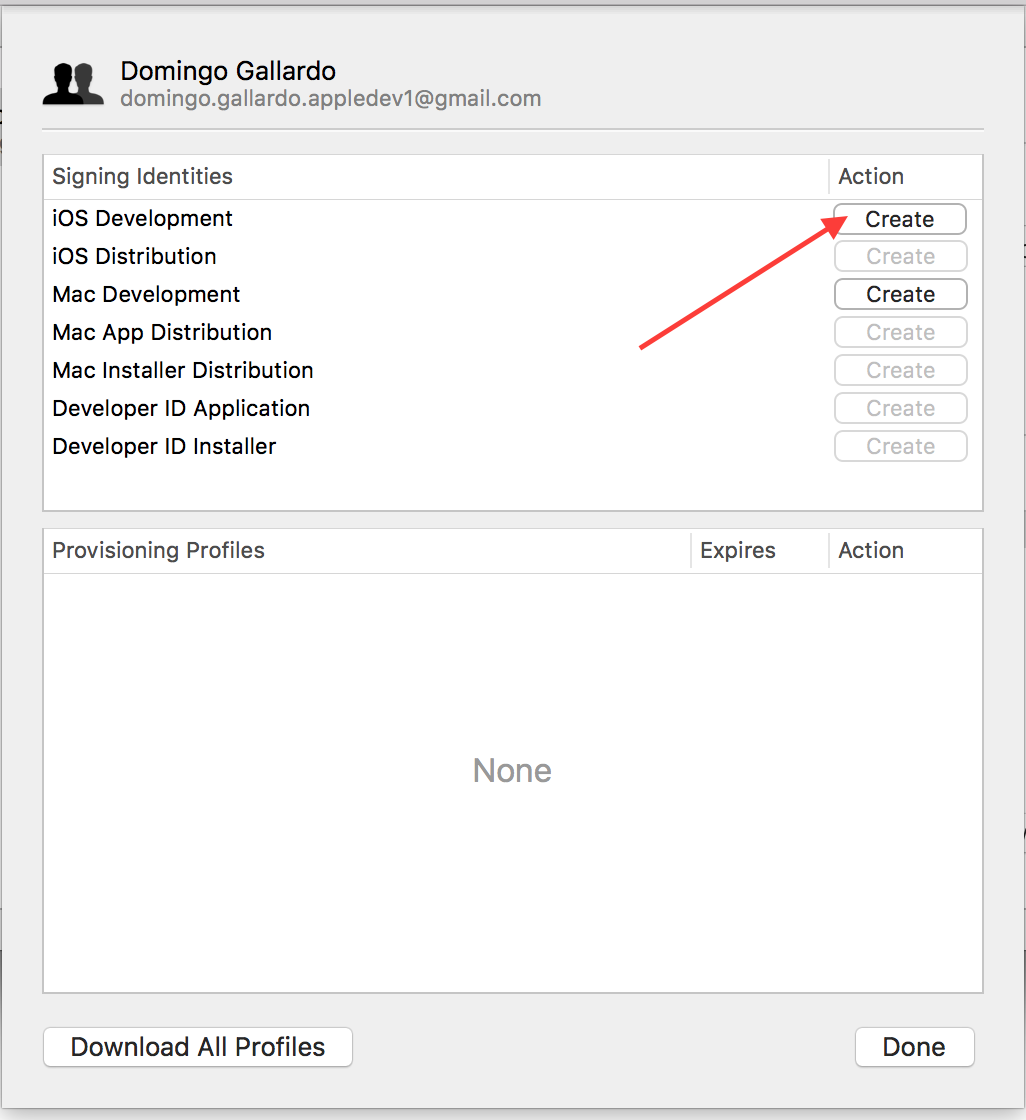 Domingo Gallardo
domingo.gallardo.appledev1@gmail.com
Signing Identities Action
iOS Development Create
iOS Distribution Create
Mac Development Create
Mac App Distribution Create
Mac Installer Distribution Create
Developer ID Application Create
Developer ID Installer Create
Provisioning Profiles Expires Action
None
Download All Profiles Done